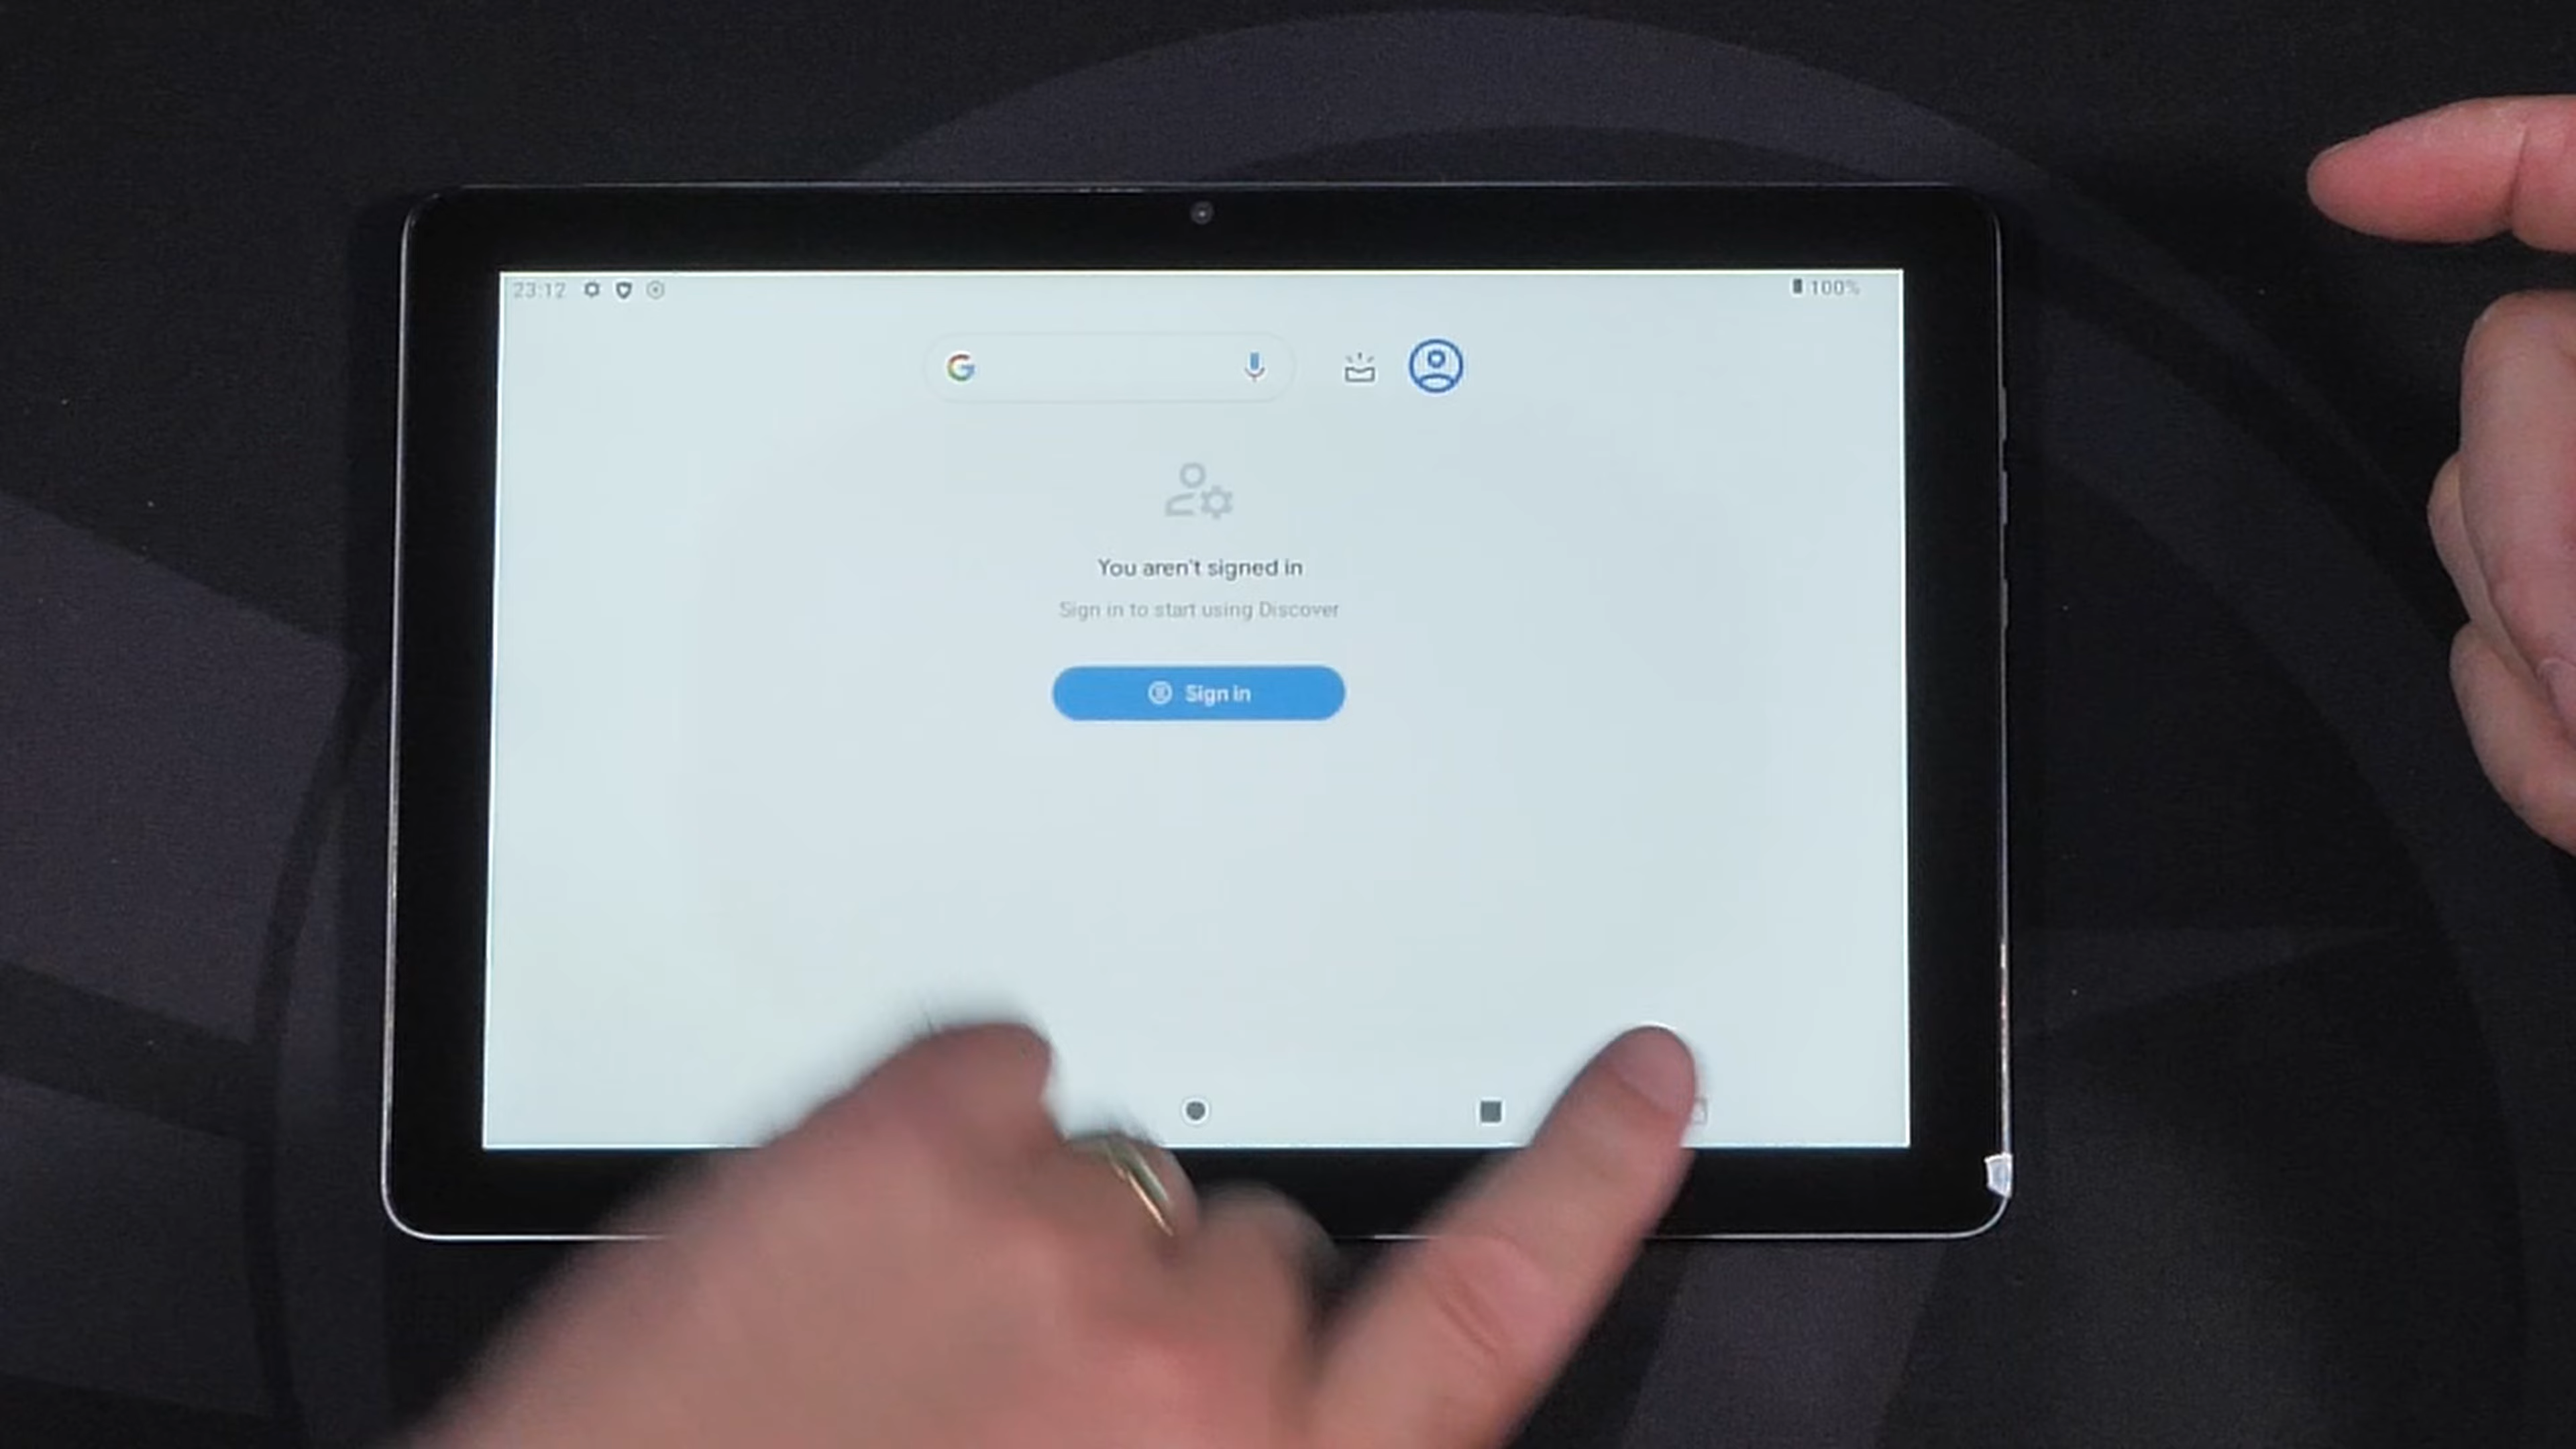 23:12
100%
G
You aren't signed in
Sign in to start using Discover
Sign in